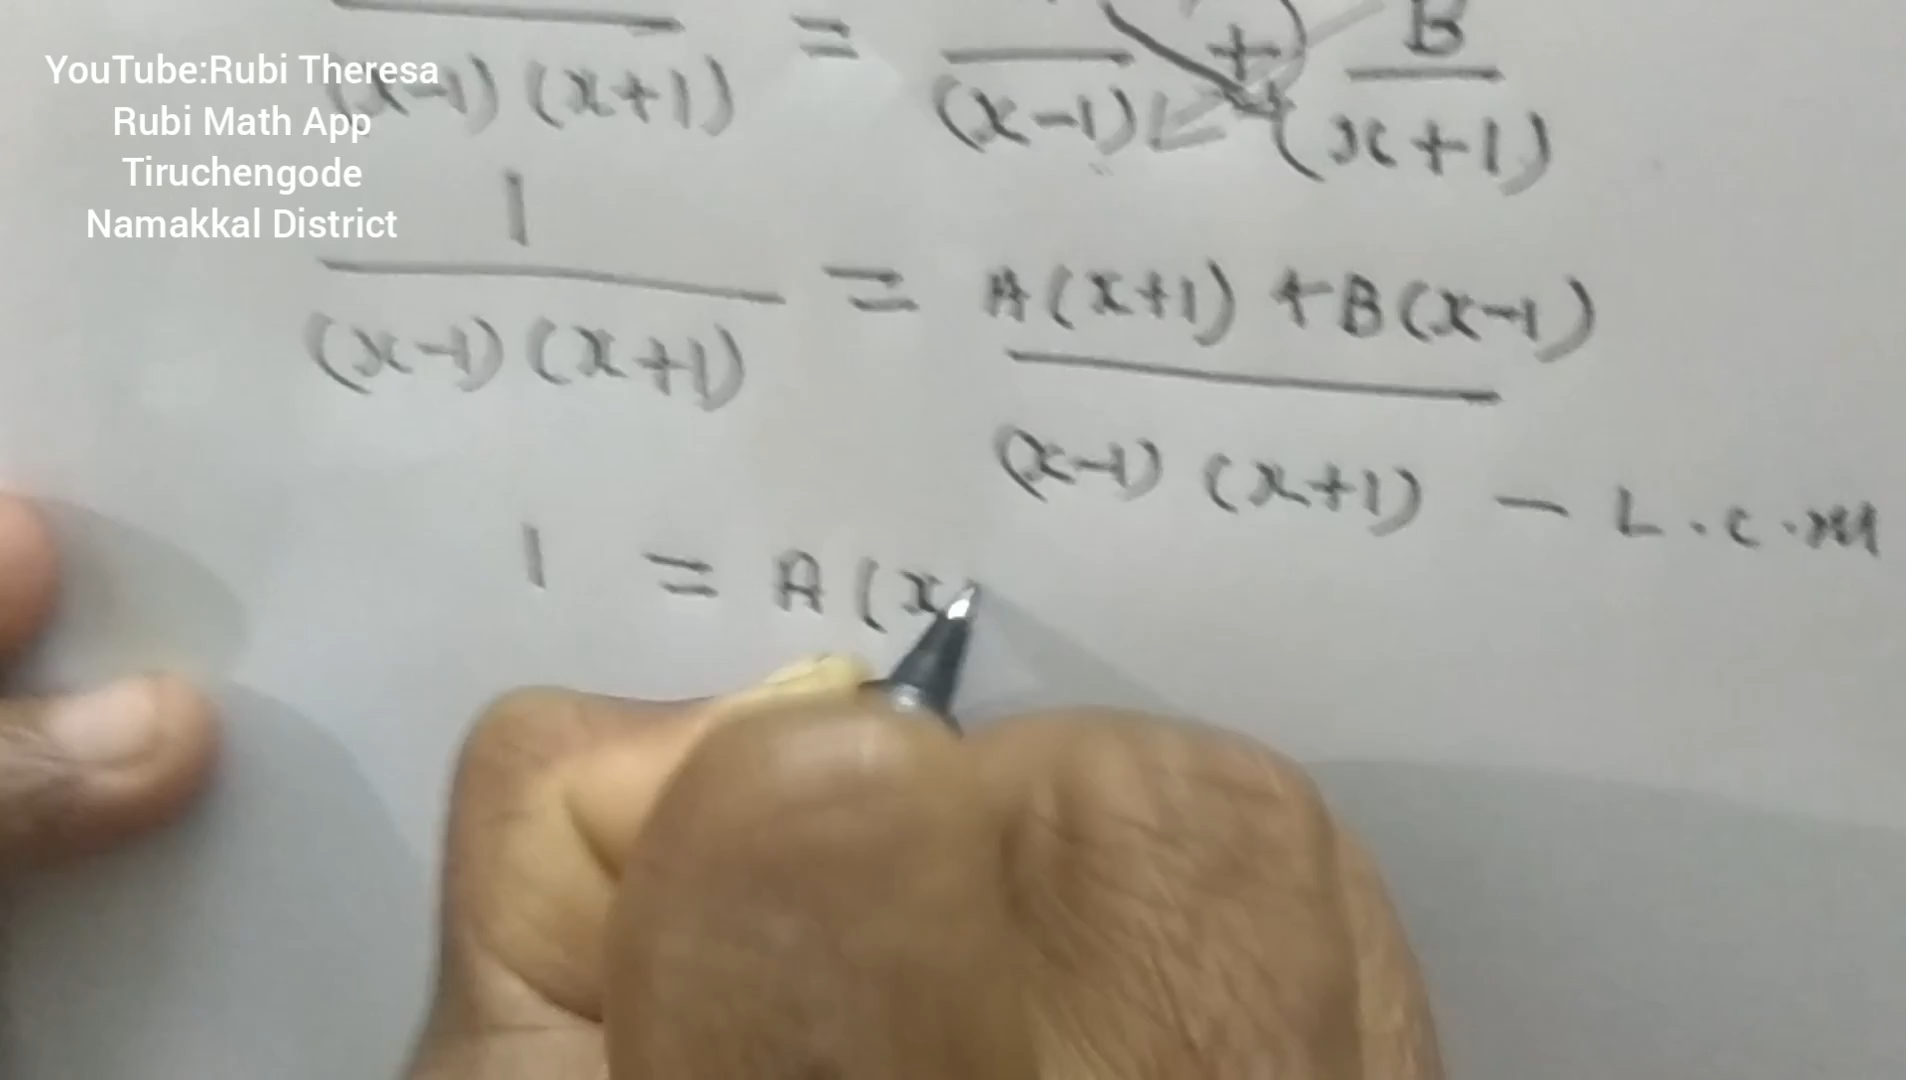 YouTube:Rubi Theresa
Rubi Math App
Tiruchengode
Namakkal District
= + B
(x-1) (x+1) (x-1) (x+1)
1 = A(x+1) + B(x-1)
(x-1) (x+1) (x-1) (x+1) - L.C.M
1 = A (x